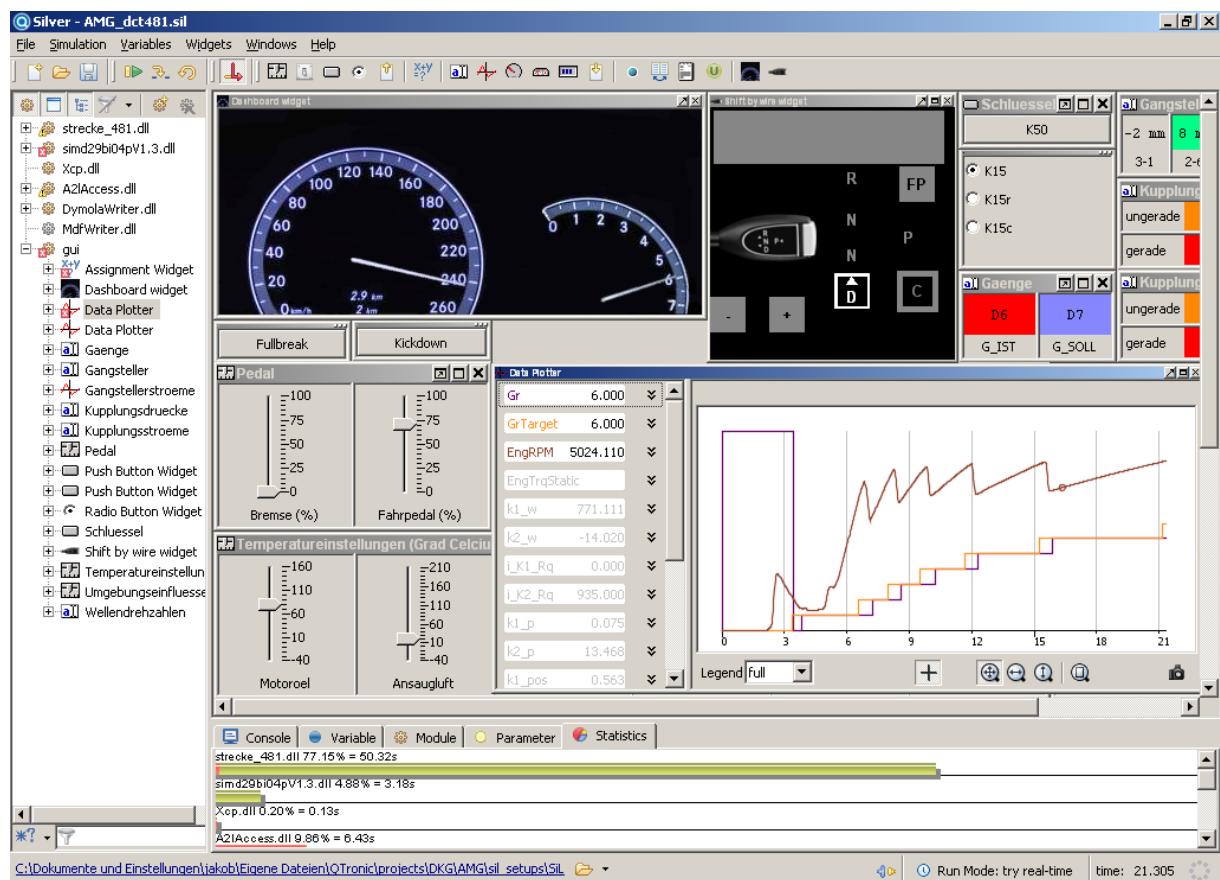 Silver - AMG_dct481.sil
File Simulation Variables Widgets Windows Help
strecke_481.dll
simd29bi04pV1.3.dll
Xcp.dll
A2lAccess.dll
DymolaWriter.dll
MdfWriter.dll
gui
Assignment Widget
Dashboard widget
Data Plotter
Data Plotter
Gaenge
Gangsteller
Gangstellerstroeme
Kupplungsdruecke
Kupplungsstroeme
Pedal
Push Button Widget
Push Button Widget
Radio Button Widget
Schluessel
Shift by wire widget
Temperatureinstellun
Umgebungseinfluesse
Wellendrehzahlen
Dashboard widget
0 km/h 20 40 60 80 100 120 140 160 180 200 220 240 260
2.9 km
2 km
0 1 2 3 4 5 6 7
Shift by wire widget
R
FP
N
P
N
R
N P+
D
D
C
- +
Schluessel
K50
K15
K15r
K15c
Gaenge
D6 D7
G_IST G_SOLL
Gangstel
-2 mm 8 m
3-1 2-6
Kupplung
ungerade
gerade
Kupplung
ungerade
gerade
Fullbreak Kickdown
Pedal
100 100
75 75
50 50
25 25
0 0
Bremse (%) Fahrpedal (%)
Temperatureinstellungen (Grad Celciu
160 210
110 160
60 110
10 60
-40 10
-40
Motoroel Ansaugluft
Data Plotter
Gr 6.000
GrTarget 6.000
EngRPM 5024.110
EngTrqStatic
k1_w 771.111
k2_w -14.020
i_K1_Rq 0.000
i_K2_Rq 935.000
k1_p 0.075
k2_p 13.468
k1_pos 0.563
0 3 6 9 12 15 18 21
Legend full
Console Variable Module Parameter Statistics
strecke_481.dll 77.15% = 50.32s
simd29bi04pV1.3.dll 4.88% = 3.18s
Xcp.dll 0.20% = 0.13s
A2lAccess.dll 9.86% = 6.43s
C:\Dokumente und Einstellungen\jakob\Eigene Dateien\QTronic\projects\DKG\AMG\sil_setups\SiL
Run Mode: try real-time time: 21.305